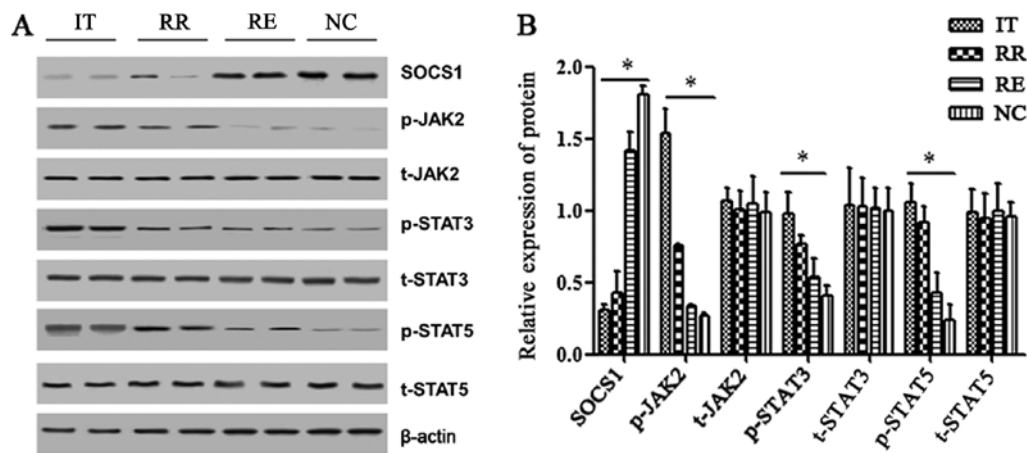 A
IT RR RE NC
SOCS1
p-JAK2
t-JAK2
p-STAT3
t-STAT3
p-STAT5
t-STAT5
β-actin
B
IT
RR
RE
NC
Relative expression of protein
2.0
1.5
1.0
0.5
0.0
* * * *
SOCS1
p-JAK2
t-JAK2
p-STAT3
t-STAT3
p-STAT5
t-STAT5